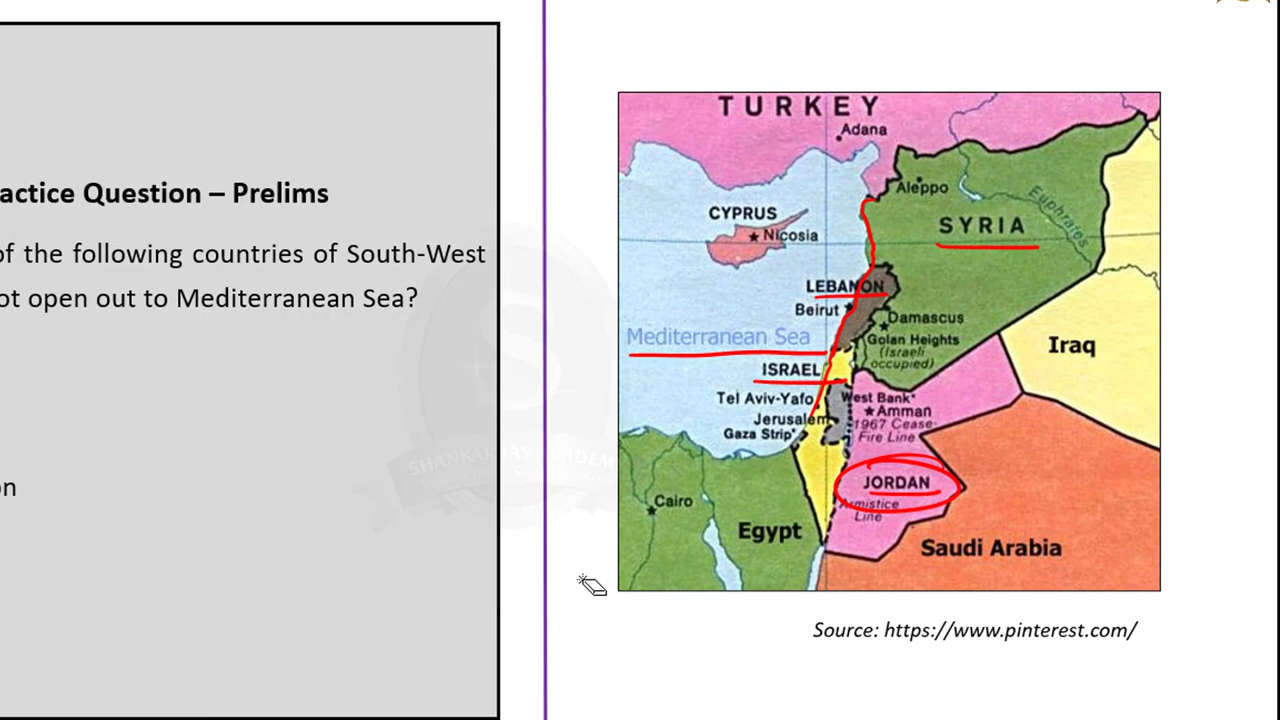 actice Question – Prelims
of the following countries of South-West
ot open out to Mediterranean Sea?
on
TURKEY
Adana
Aleppo
Euphrates
CYPRUS
Nicosia
SYRIA
LEBANON
Beirut
Damascus
Mediterranean Sea
Golan Heights
(Israeli
occupied)
Iraq
ISRAEL
Tel Aviv-Yafo
West Bank*
Amman
Jerusalem
1967 Cease-
Fire Line
Gaza Strip*
JORDAN
Armistice
Line
Cairo
Egypt
Saudi Arabia
Source: https://www.pinterest.com/